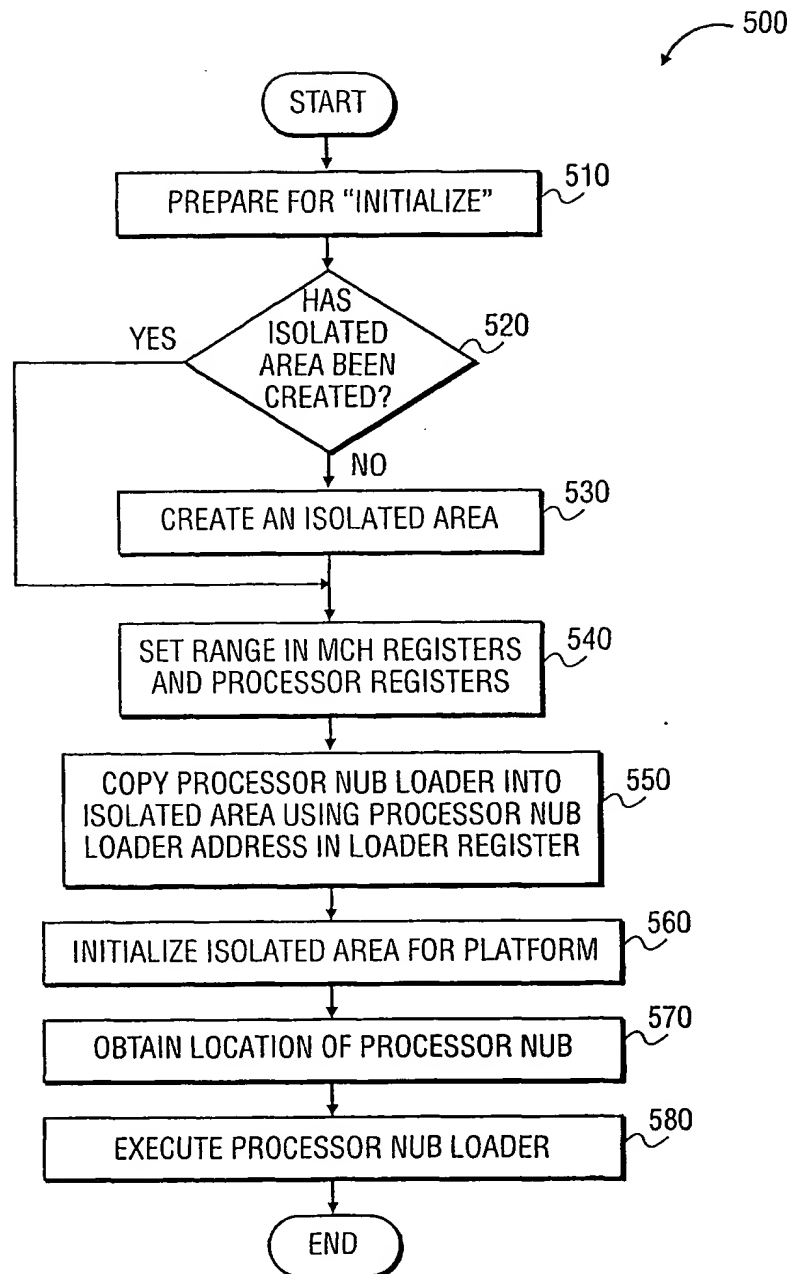 500
START
PREPARE FOR “INITIALIZE”
510
HAS
ISOLATED
AREA BEEN
CREATED?
520
YES
NO
CREATE AN ISOLATED AREA
530
SET RANGE IN MCH REGISTERS
AND PROCESSOR REGISTERS
540
COPY PROCESSOR NUB LOADER INTO
ISOLATED AREA USING PROCESSOR NUB
LOADER ADDRESS IN LOADER REGISTER
550
INITIALIZE ISOLATED AREA FOR PLATFORM
560
OBTAIN LOCATION OF PROCESSOR NUB
570
EXECUTE PROCESSOR NUB LOADER
580
END